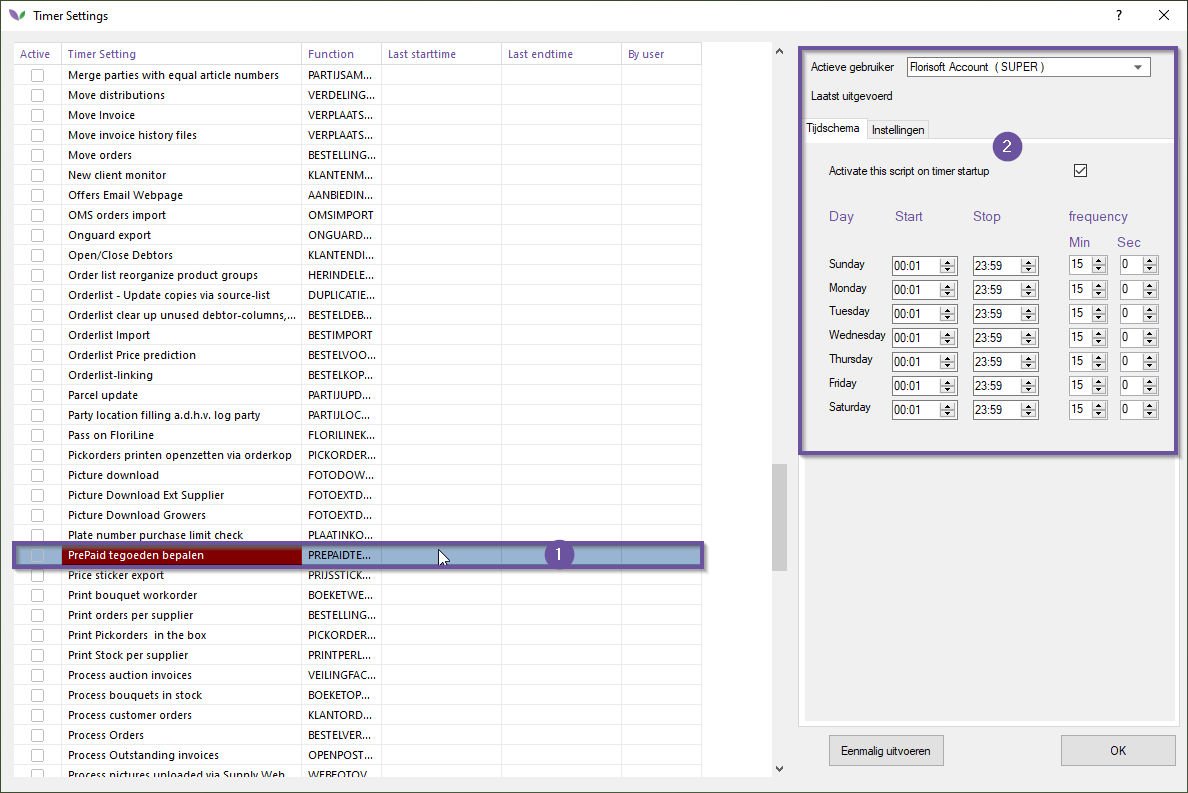 Timer Settings ?
Active Timer Setting Function Last starttime Last endtime By user
Merge parties with equal article numbers PARTIJSAM...
Move distributions VERDELING...
Move Invoice VERPLAATS...
Move invoice history files VERPLAATS...
Move orders BESTELLING...
New client monitor KLANTENM...
Offers Email Webpage AANBIEDIN...
OMS orders import OMSIMPORT
Onguard export ONGUARD...
Open/Close Debtors KLANTENDI...
Order list reorganize product groups HERINDELE...
Orderlist - Update copies via source-list DUPLICATIE...
Orderlist clear up unused debtor-columns,... BESTELDEB...
Orderlist Import BESTIMPORT
Orderlist Price prediction BESTELVOO...
Orderlist-linking BESTELKOP...
Parcel update PARTIJUPD...
Party location filling a.d.h.v. log party PARTIJLOC...
Pass on FloriLine FLORILINEK...
Pickorders printen openzetten via orderkop PICKORDER...
Picture download FOTODOW...
Picture Download Ext Supplier FOTOEXTD...
Picture Download Growers FOTOEXTD...
Plate number purchase limit check PLAATINKO...
PrePaid tegoeden bepalen PREPAIDTE... 1
Price sticker export PRIJSSTICK...
Print bouquet workorder BOEKETWE...
Print orders per supplier BESTELLING...
Print Pickorders in the box PICKORDER...
Print Stock per supplier PRINTPERL...
Process auction invoices VEILINGFAC...
Process bouquets in stock BOEKETOP...
Process customer orders KLANTORD...
Process Orders BESTELVER...
Process Outstanding invoices OPENPOST...
Process pictures uploaded via Supply Web WEBFOTOV
Actieve gebruiker Florisoft Account ( SUPER )
Laatst uitgevoerd
Tijdschema Instellingen
2
Activate this script on timer startup
Day Start Stop frequency
Min Sec
Sunday 00:01 23:59 15 0
Monday 00:01 23:59 15 0
Tuesday 00:01 23:59 15 0
Wednesday 00:01 23:59 15 0
Thursday 00:01 23:59 15 0
Friday 00:01 23:59 15 0
Saturday 00:01 23:59 15 0
Eenmalig uitvoeren OK